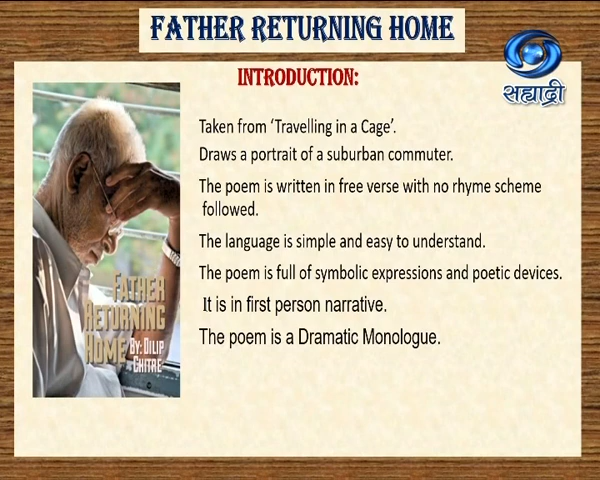 FATHER RETURNING HOME
सह्याद्री
INTRODUCTION:
Taken from ‘Travelling in a Cage’.
Draws a portrait of a suburban commuter.
The poem is written in free verse with no rhyme scheme
followed.
The language is simple and easy to understand.
The poem is full of symbolic expressions and poetic devices.
It is in first person narrative.
The poem is a Dramatic Monologue.
FATHER
RETURNING
HOME BY: DILIP
CHITRE